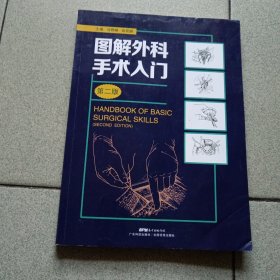 图解外科
手术入门
第二版
HANDBOOK OF BASIC
SURGICAL SKILLS
(SECOND EDITION)